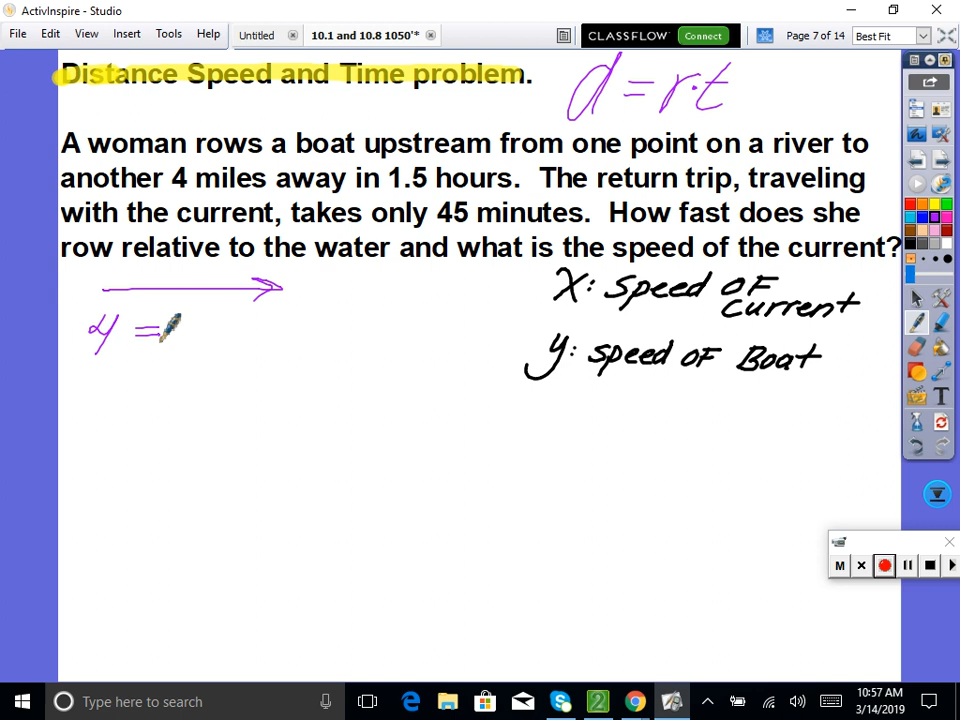 ActivInspire - Studio
File Edit View Insert Tools Help Untitled 10.1 and 10.8 1050'* CLASSFLOW Connect Page 7 of 14 Best Fit
Distance Speed and Time problem. d = r·t
A woman rows a boat upstream from one point on a river to
another 4 miles away in 1.5 hours. The return trip, traveling
with the current, takes only 45 minutes. How fast does she
row relative to the water and what is the speed of the current?
x: Speed OF
Current
4 =
y: speed OF Boat
M
Type here to search
10:57 AM
3/14/2019